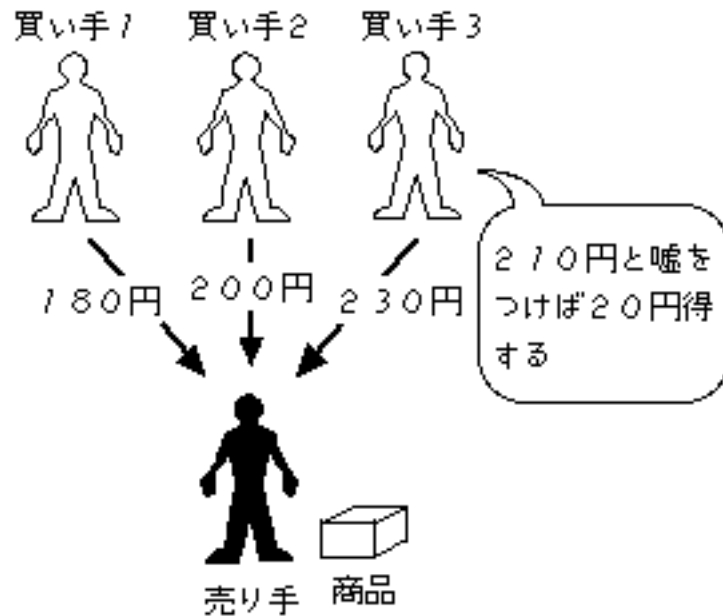 買い手1 買い手2 買い手3
180円 200円 230円
210円と嘘を
つけば20円得
する
売り手 商品